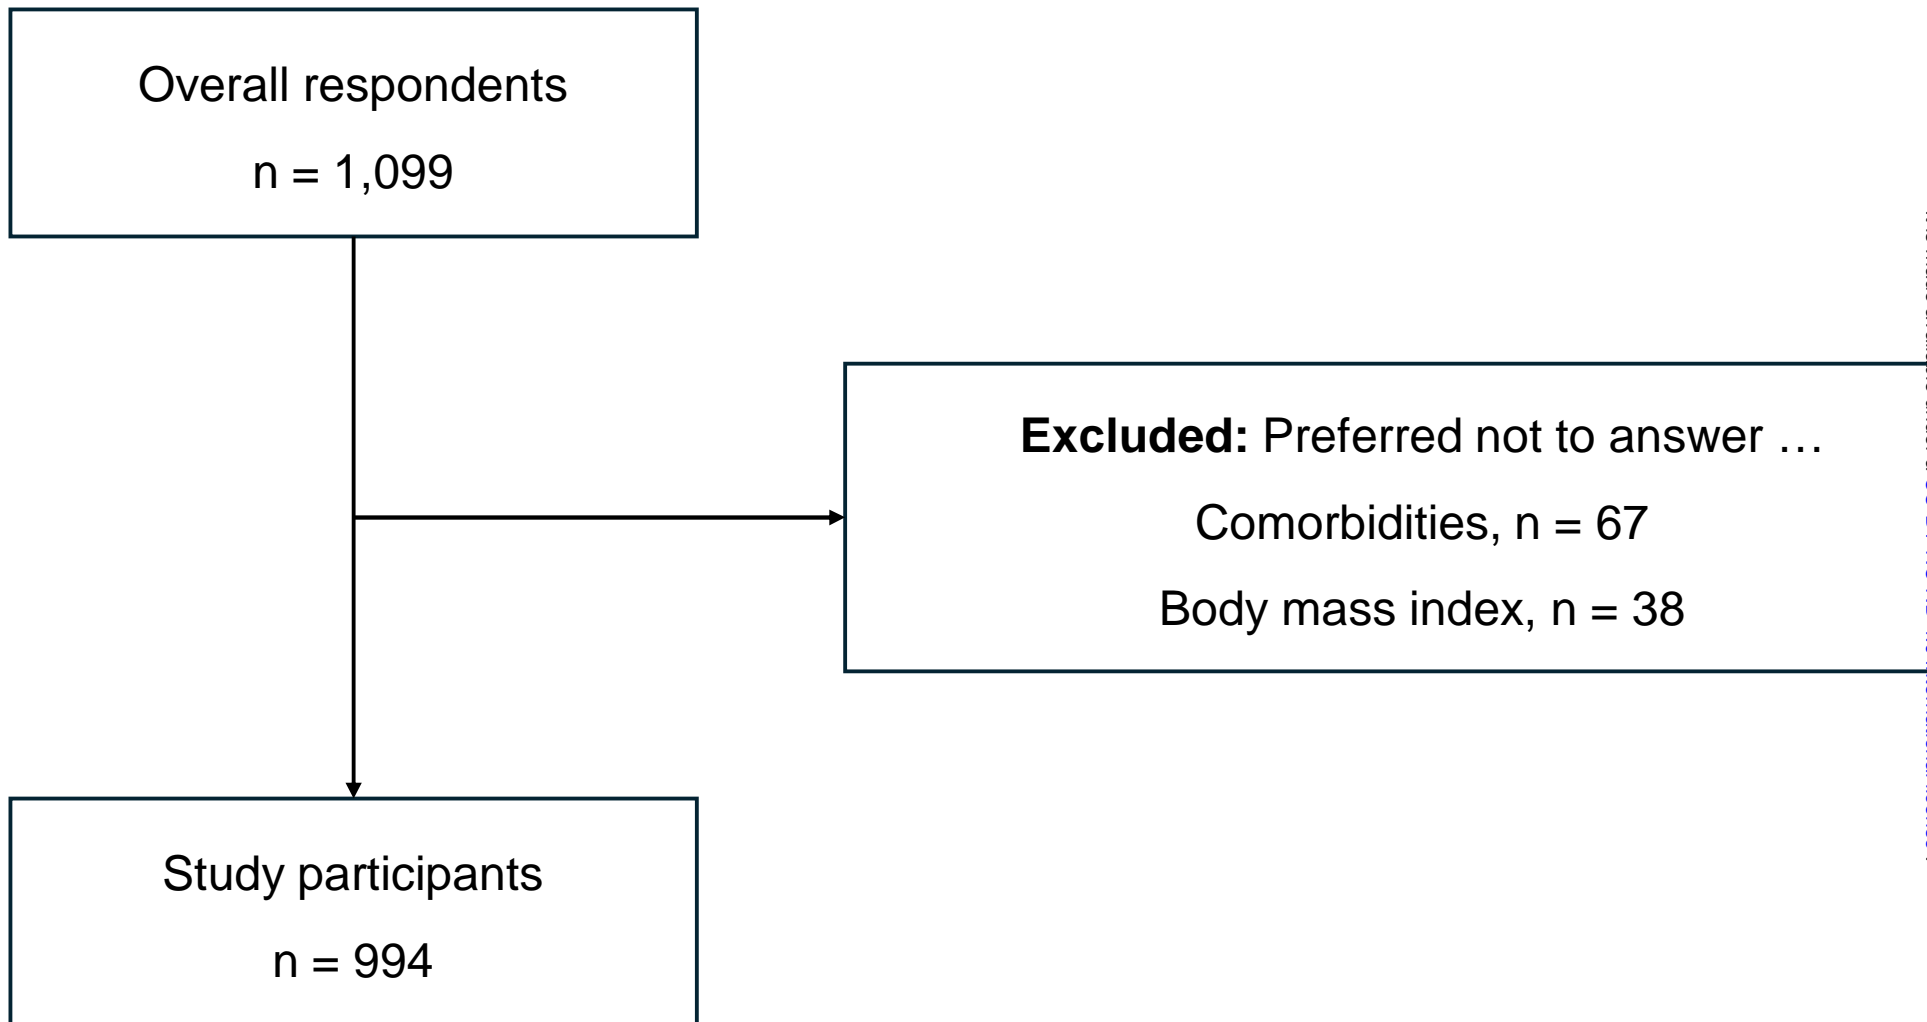 Overall respondents
n = 1,099
Excluded: Preferred not to answer …
Comorbidities, n = 67
Body mass index, n = 38
Study participants
n = 994